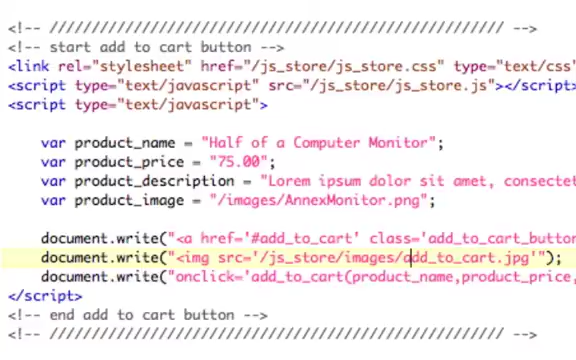 <!-- ////////////////////////////////////////////////////// -->
<!-- start add to cart button -->
<link rel="stylesheet" href="/js_store/js_store.css" type="text/css"
<script type="text/javascript" src="/js_store/js_store.js"></script>
<script type="text/javascript">
var product_name = "Half of a Computer Monitor";
var product_price = "75.00";
var product_description = "Lorem ipsum dolor sit amet, consectet
var product_image = "/images/AnnexMonitor.png";
document.write("<a href='#add_to_cart' class='add_to_cart_button
document.write("<img src='/js_store/images/add_to_cart.jpg'");
document.write("onclick='add_to_cart(product_name,product_price,
</script>
<!-- end add to cart button -->
<!-- ////////////////////////////////////////////////////// -->